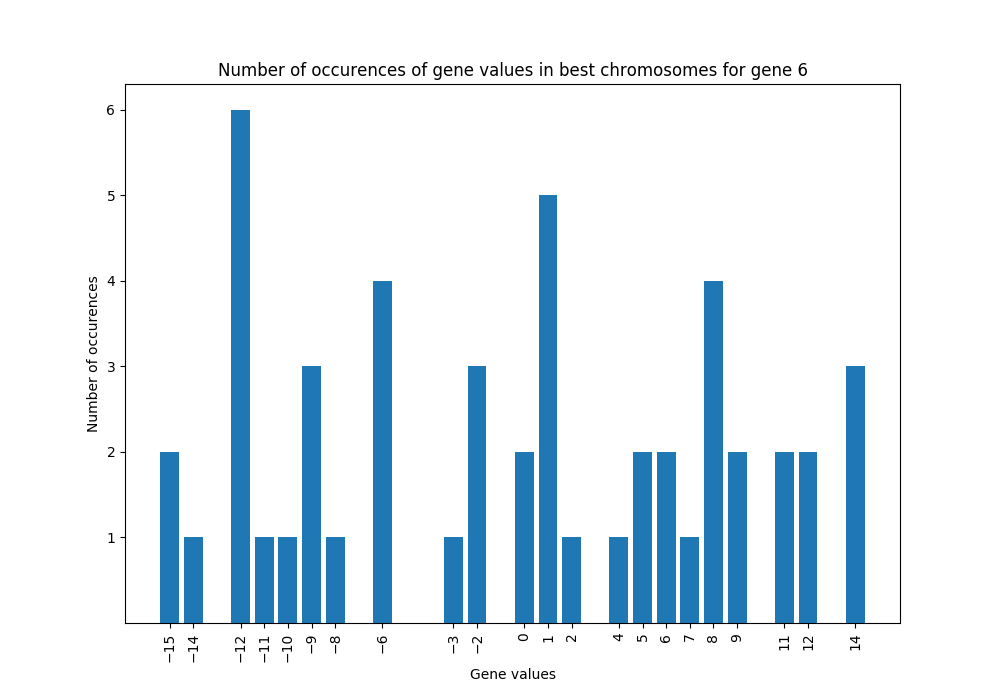 Number of occurences of gene values in best chromosomes for gene 6
6
5
4
3
2
1
Number of occurences
−15 −14 −12 −11 −10 −9 −8 −6 −3 −2 0 1 2 4 5 6 7 8 9 11 12 14
Gene values